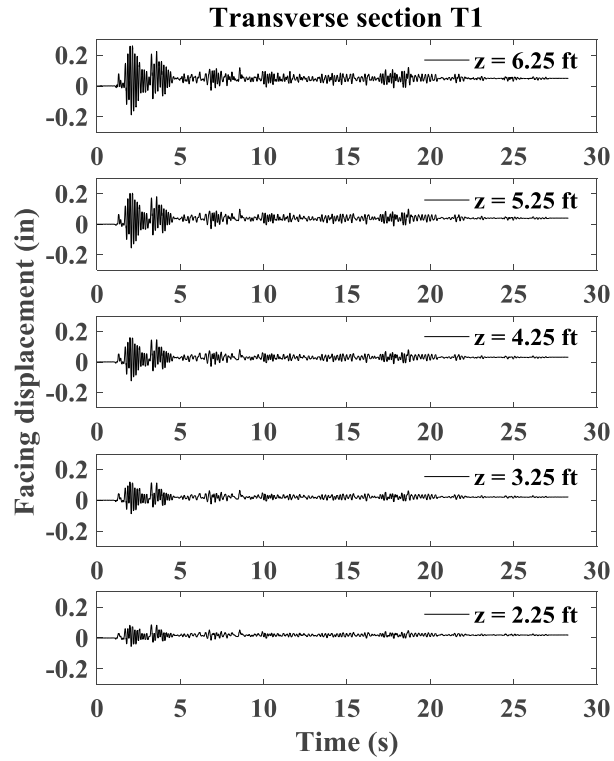 Transverse section T1
Facing displacement (in)
0.2
0
-0.2
z = 6.25 ft
0 5 10 15 20 25 30
0.2
0
-0.2
z = 5.25 ft
0 5 10 15 20 25 30
0.2
0
-0.2
z = 4.25 ft
0 5 10 15 20 25 30
0.2
0
-0.2
z = 3.25 ft
0 5 10 15 20 25 30
0.2
0
-0.2
z = 2.25 ft
0 5 10 15 20 25 30
Time (s)